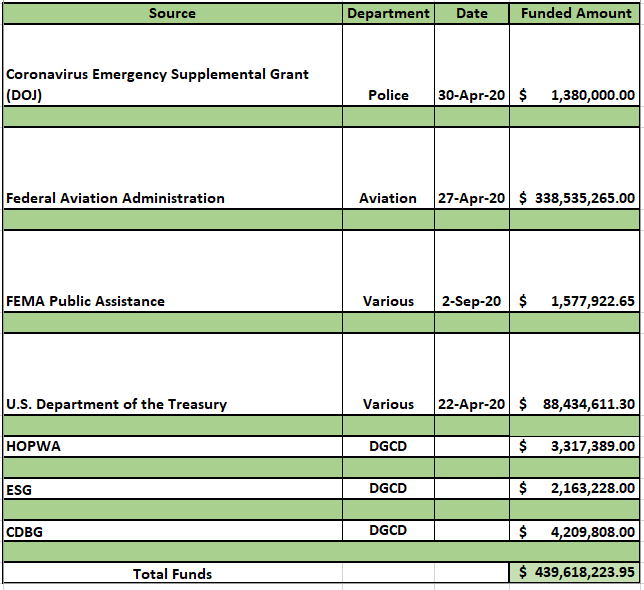 Source Department Date Funded Amount
Coronavirus Emergency Supplemental Grant
(DOJ) Police 30-Apr-20 $ 1,380,000.00
Federal Aviation Administration Aviation 27-Apr-20 $ 338,535,265.00
FEMA Public Assistance Various 2-Sep-20 $ 1,577,922.65
U.S. Department of the Treasury Various 22-Apr-20 $ 88,434,611.30
HOPWA DGCD $ 3,317,389.00
ESG DGCD $ 2,163,228.00
CDBG DGCD $ 4,209,808.00
Total Funds $ 439,618,223.95